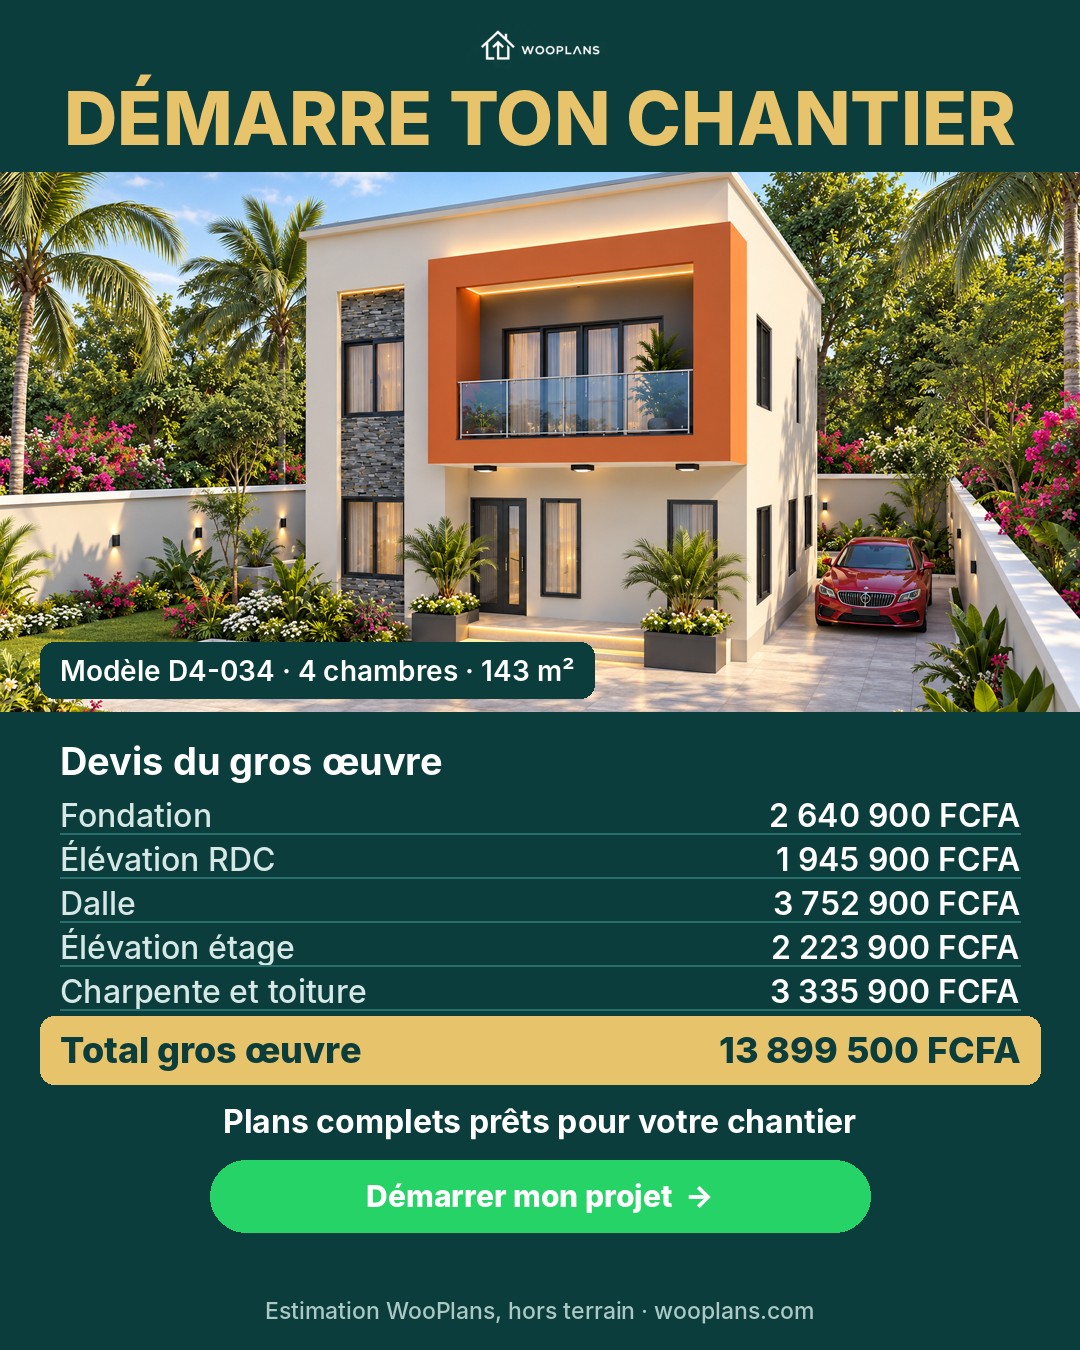 WOOPLANS
DÉMARRE TON CHANTIER
Modèle D4-034 · 4 chambres · 143 m²
Devis du gros œuvre
Fondation 2 640 900 FCFA
Élévation RDC 1 945 900 FCFA
Dalle 3 752 900 FCFA
Élévation étage 2 223 900 FCFA
Charpente et toiture 3 335 900 FCFA
Total gros œuvre 13 899 500 FCFA
Plans complets prêts pour votre chantier
Démarrer mon projet →
Estimation WooPlans, hors terrain · wooplans.com